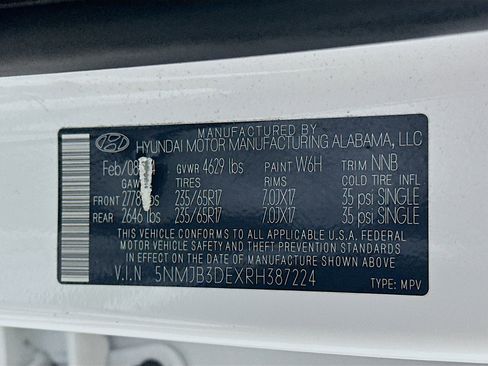 MANUFACTURED BY
HYUNDAI MOTOR MANUFACTURING ALABAMA, LLC
GVWR 4629 lbs PAINT W6H TRIM NNB
TIRES RIMS COLD TIRE INFL
FRONT 235/65R17 7.0JX17 35 psi SINGLE
REAR 2646 lbs 235/65R17 7.0JX17 35 psi SINGLE
THIS VEHICLE CONFORMS TO ALL
APPLICABLE U.S.A. FEDERAL
MOTOR VEHICLE SAFETY AND THEFT PREVENTION STANDARDS
IN EFFECT ON THE DATE OF MANUFACTURE SHOWN ABOVE.
V.I.N 5NMJB3DEXRH387224
TYPE: MPV